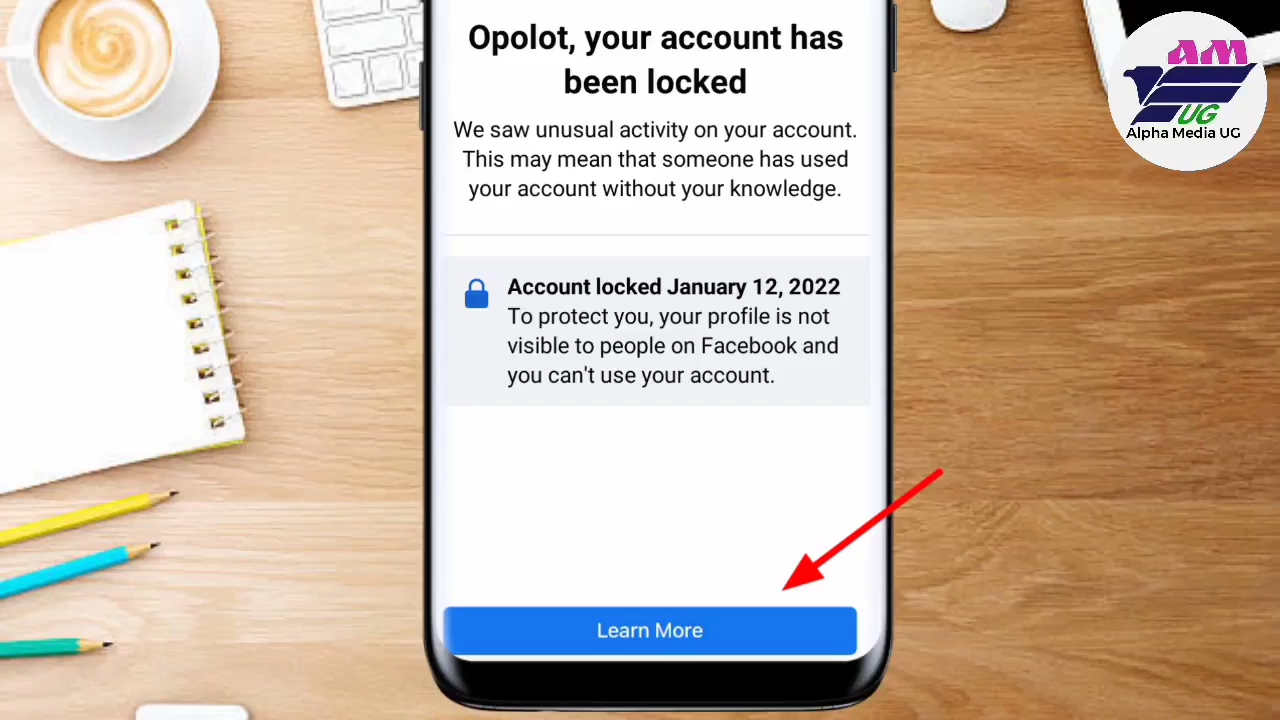 Opolot, your account has
been locked
We saw unusual activity on your account.
This may mean that someone has used
your account without your knowledge.
Account locked January 12, 2022
To protect you, your profile is not
visible to people on Facebook and
you can't use your account.
Learn More
AM
UG
Alpha Media UG